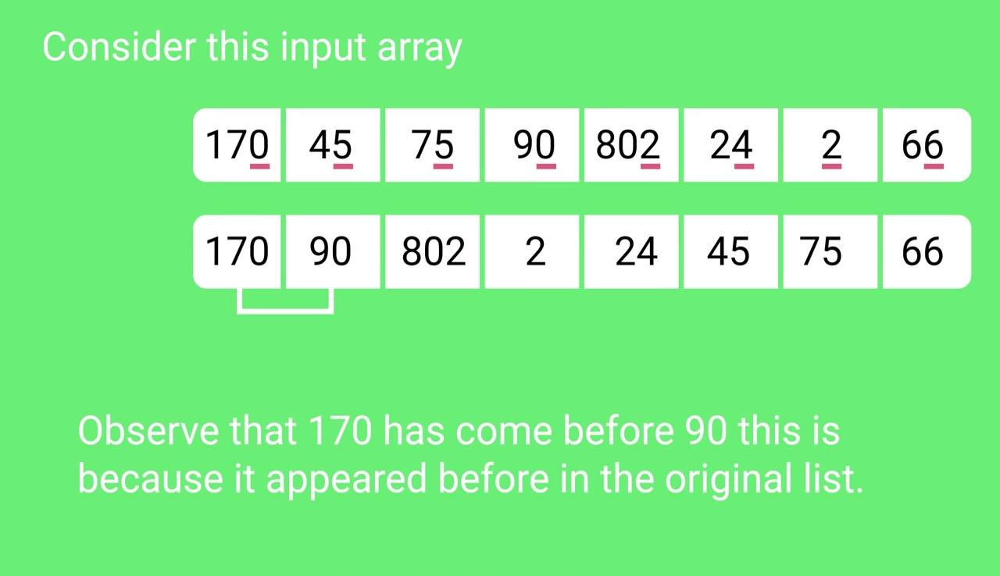 Consider this input array
170 45 75 90 802 24 2 66
170 90 802 2 24 45 75 66
Observe that 170 has come before 90 this is
because it appeared before in the original list.